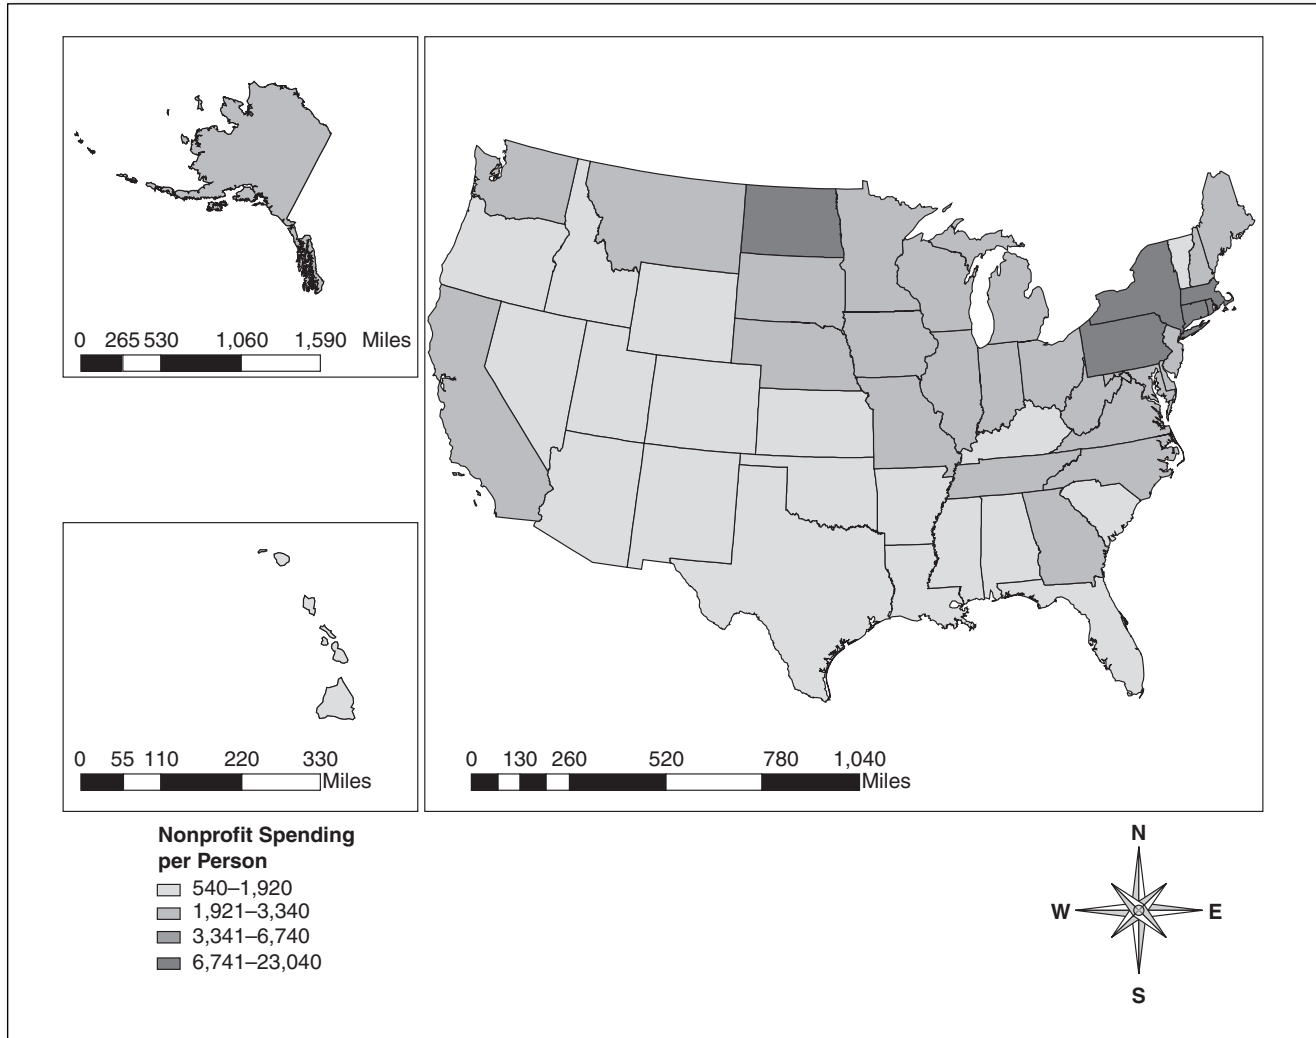 0 265 530 1,060 1,590 Miles
0 55 110 220 330
Miles
0 130 260 520 780 1,040
Miles
Nonprofit Spending
per Person
540–1,920
1,921–3,340
3,341–6,740
6,741–23,040
N
W E
S